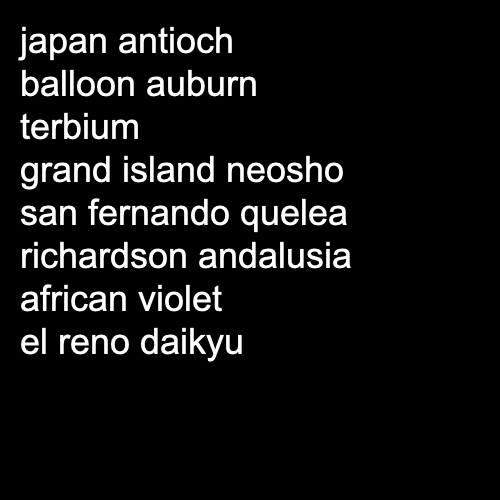 japan antioch
balloon auburn
terbium
grand island neosho
san fernando quelea
richardson andalusia
african violet
el reno daikyu